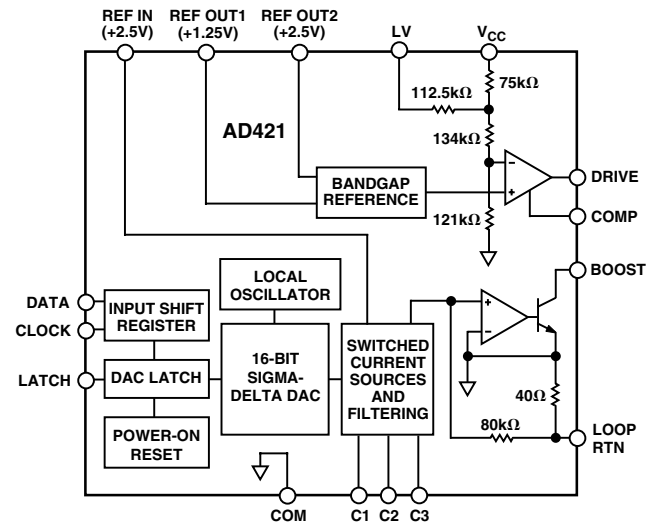 REF IN
(+2.5V)
REF OUT1
(+1.25V)
REF OUT2
(+2.5V)
LV
VCC
75kΩ
112.5kΩ
AD421
134kΩ
BANDGAP
REFERENCE
–
+
121kΩ
DRIVE
COMP
BOOST
LOCAL
OSCILLATOR
DATA
CLOCK
INPUT SHIFT
REGISTER
LATCH
DAC LATCH
16-BIT
SIGMA-
DELTA DAC
SWITCHED
CURRENT
SOURCES
AND
FILTERING
+
–
40Ω
80kΩ
LOOP
RTN
POWER-ON
RESET
COM
C1
C2
C3